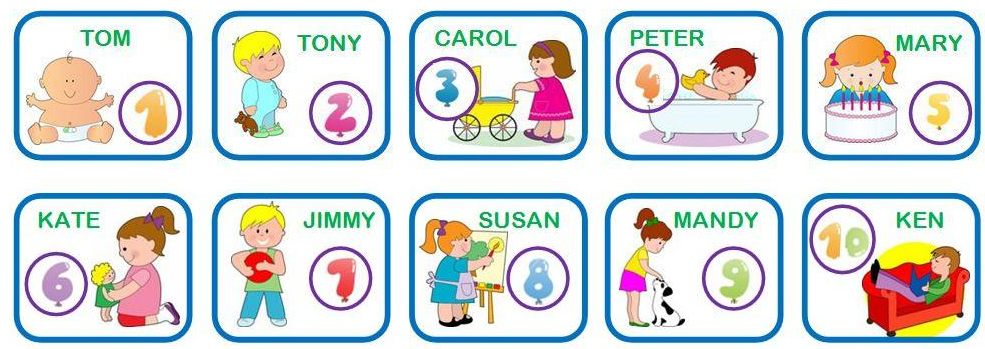 TOM
1
TONY
2
CAROL
3
PETER
4
MARY
5
KATE
6
JIMMY
7
SUSAN
8
MANDY
9
KEN
10